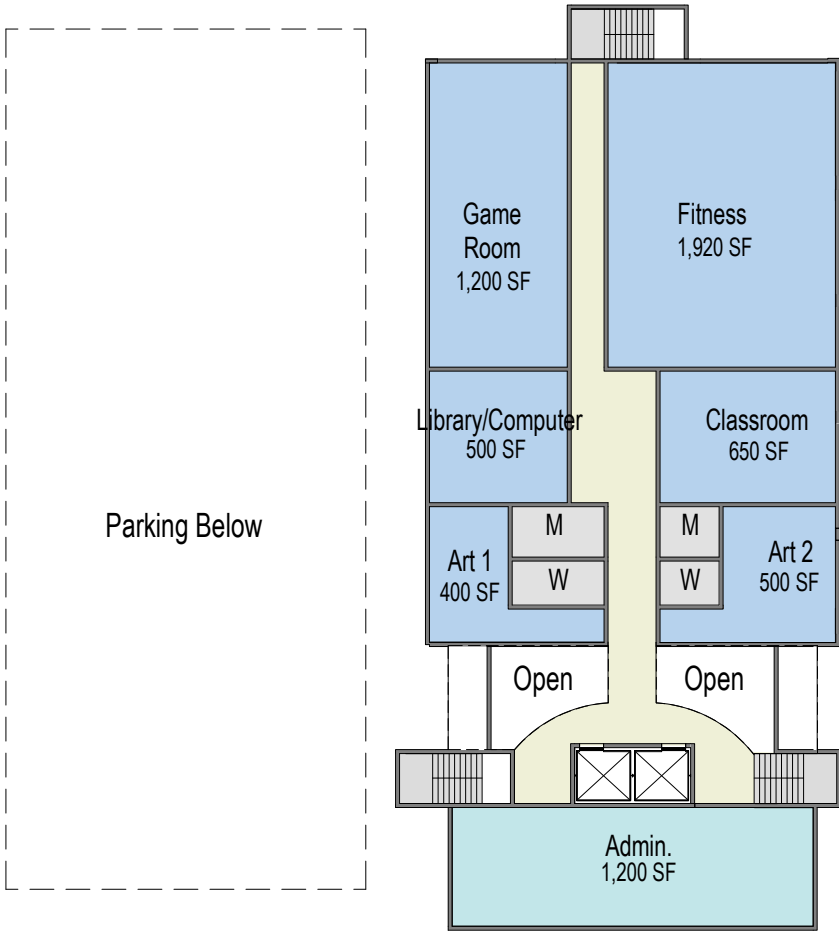 Game
Room
1,200 SF
Fitness
1,920 SF
Library/Computer
500 SF
Classroom
650 SF
Parking Below
M
W
Art 1
400 SF
M
W
Art 2
500 SF
Open
Open
Admin.
1,200 SF